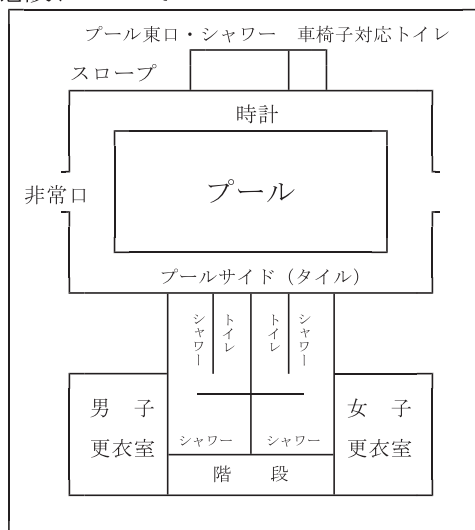 プール東口・シャワー 車椅子対応トイレ
スロープ
時計
非常口
プール
プールサイド(タイル)
シャワー
トイレ
トイレ
シャワー
男 子
更衣室
女 子
更衣室
シャワー
シャワー
階 段